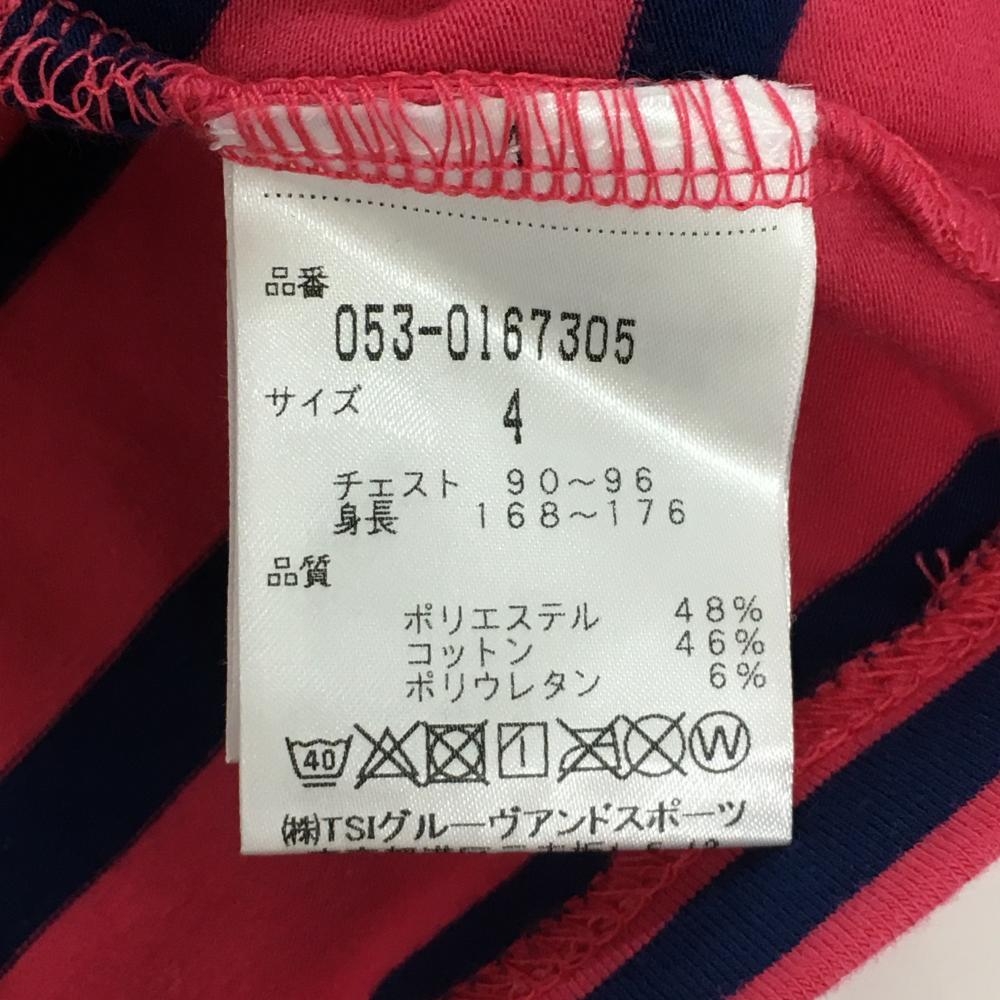 品番
053-0167305
サイズ 4
チェスト 90～96
身長 168～176
品質
ポリエステル 48%
コットン 46%
ポリウレタン 6%
40 W
㈱TSIグルーヴアンドスポーツ